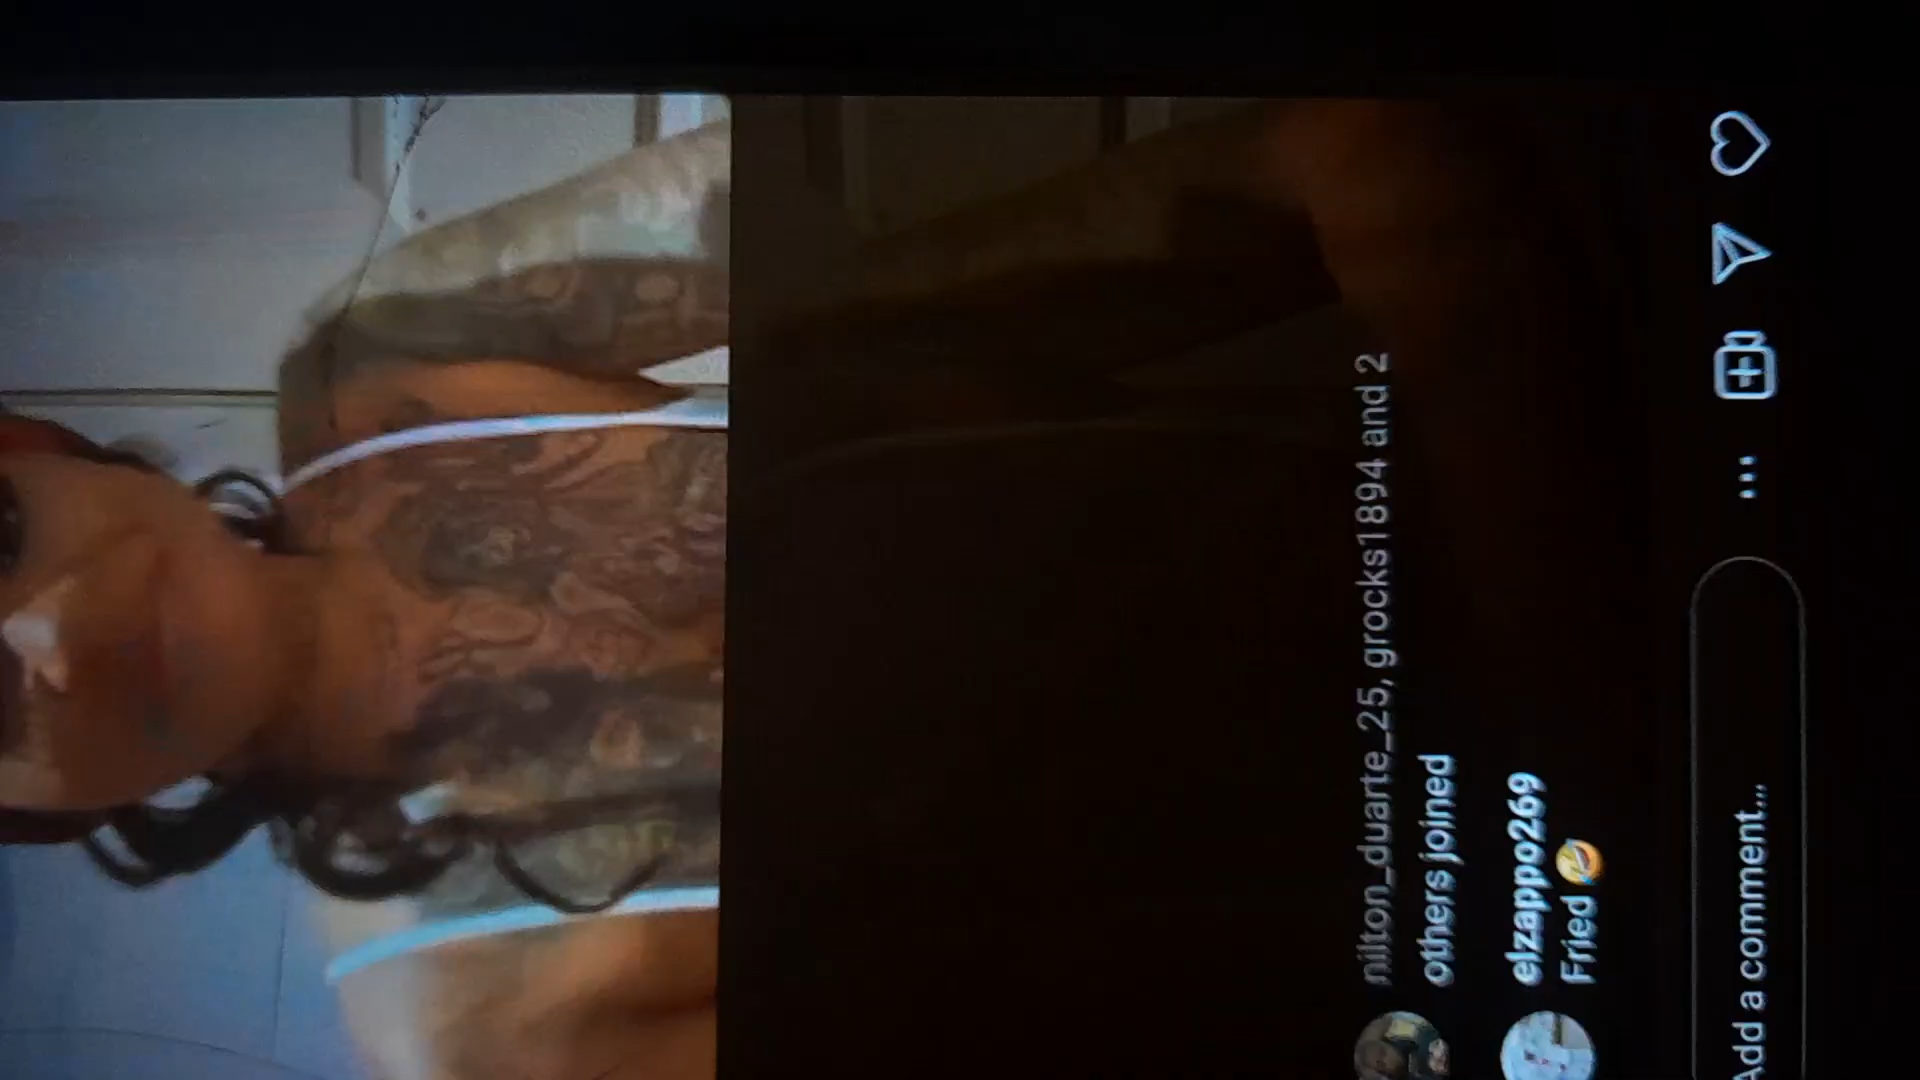 nilton_duarte_25, grocks1894 and 2
others joined
elzappo269
Fried 🤣
Add a comment...